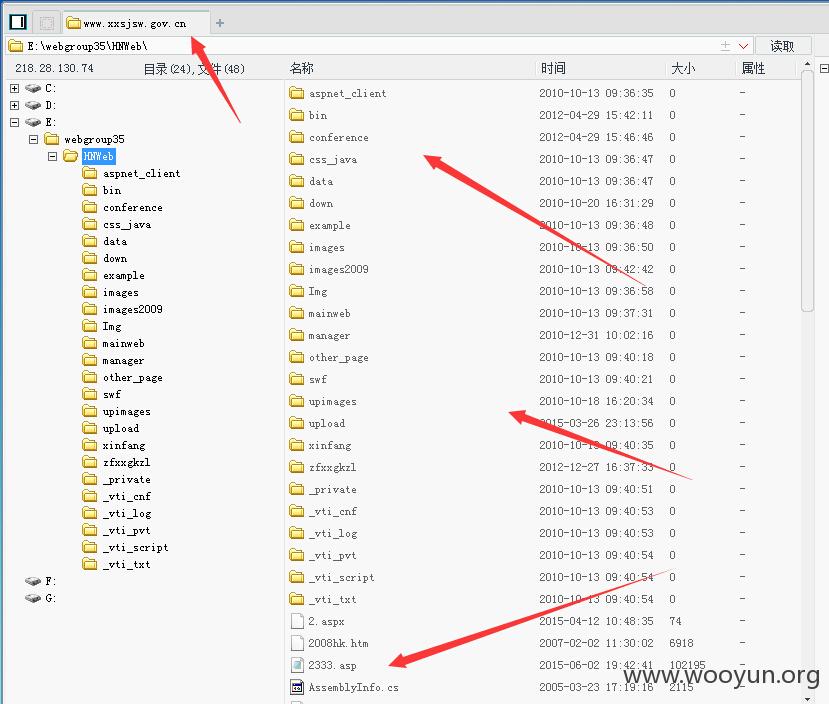 www.xxsjsw.gov.cn
E:\webgroup35\HNWeb\
读取
218.28.130.74 目录(24),文件(48) 名称 时间 大小 属性
C:
D:
E:
webgroup35
HNWeb
aspnet_client
bin
conference
css_java
data
down
example
images
images2009
Img
mainweb
manager
other_page
swf
upimages
upload
xinfang
zfxxgkzl
_private
_vti_cnf
_vti_log
_vti_pvt
_vti_script
_vti_txt
F:
G:
aspnet_client 2010-10-13 09:36:35 0 -
bin 2012-04-29 15:42:11 0 -
conference 2012-04-29 15:46:46 0 -
css_java 2010-10-13 09:36:47 0 -
data 2010-10-13 09:36:47 0 -
down 2010-10-20 16:31:29 0 -
example 2010-10-13 09:36:48 0 -
images 2010-10-13 09:36:50 0 -
images2009 2010-10-13 09:42:42 0 -
Img 2010-10-13 09:36:58 0 -
mainweb 2010-10-13 09:37:31 0 -
manager 2010-12-31 10:02:16 0 -
other_page 2010-10-13 09:40:18 0 -
swf 2010-10-13 09:40:21 0 -
upimages 2010-10-18 16:20:34 0 -
upload 2015-03-26 23:13:56 0 -
xinfang 2010-10-13 09:40:35 0 -
zfxxgkzl 2012-12-27 16:37:33 0 -
_private 2010-10-13 09:40:51 0 -
_vti_cnf 2010-10-13 09:40:53 0 -
_vti_log 2010-10-13 09:40:53 0 -
_vti_pvt 2010-10-13 09:40:54 0 -
_vti_script 2010-10-13 09:40:54 0 -
_vti_txt 2010-10-13 09:40:54 0 -
2.aspx 2015-04-12 10:48:35 74 -
2008hk.htm 2007-02-02 11:30:02 6918 -
2333.asp 2015-06-02 19:42:41 102195 -
AssemblyInfo.cs 2005-03-23 17:19:16 2115 -
www.wooyun.org